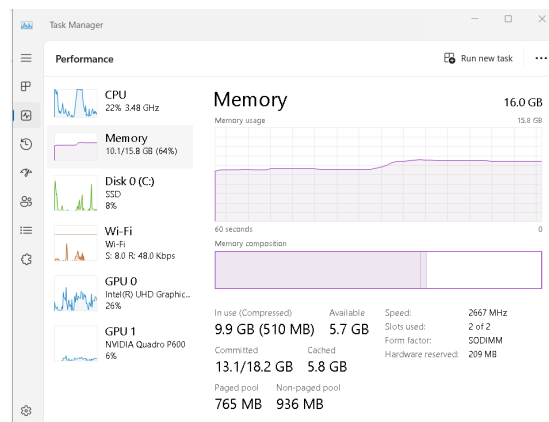 Task Manager
Performance
Run new task
CPU
22% 3.48 GHz
Memory
10.1/15.8 GB (64%)
Disk 0 (C:)
SSD
8%
Wi-Fi
Wi-Fi
S: 8.0 R: 48.0 Kbps
GPU 0
Intel(R) UHD Graphic...
26%
GPU 1
NVIDIA Quadro P600
6%
Memory 16.0 GB
Memory usage 15.8 GB
60 seconds 0
Memory composition
In use (Compressed) Available
9.9 GB (510 MB) 5.7 GB
Committed Cached
13.1/18.2 GB 5.8 GB
Paged pool Non-paged pool
765 MB 936 MB
Speed: 2667 MHz
Slots used: 2 of 2
Form factor: SODIMM
Hardware reserved: 209 MB